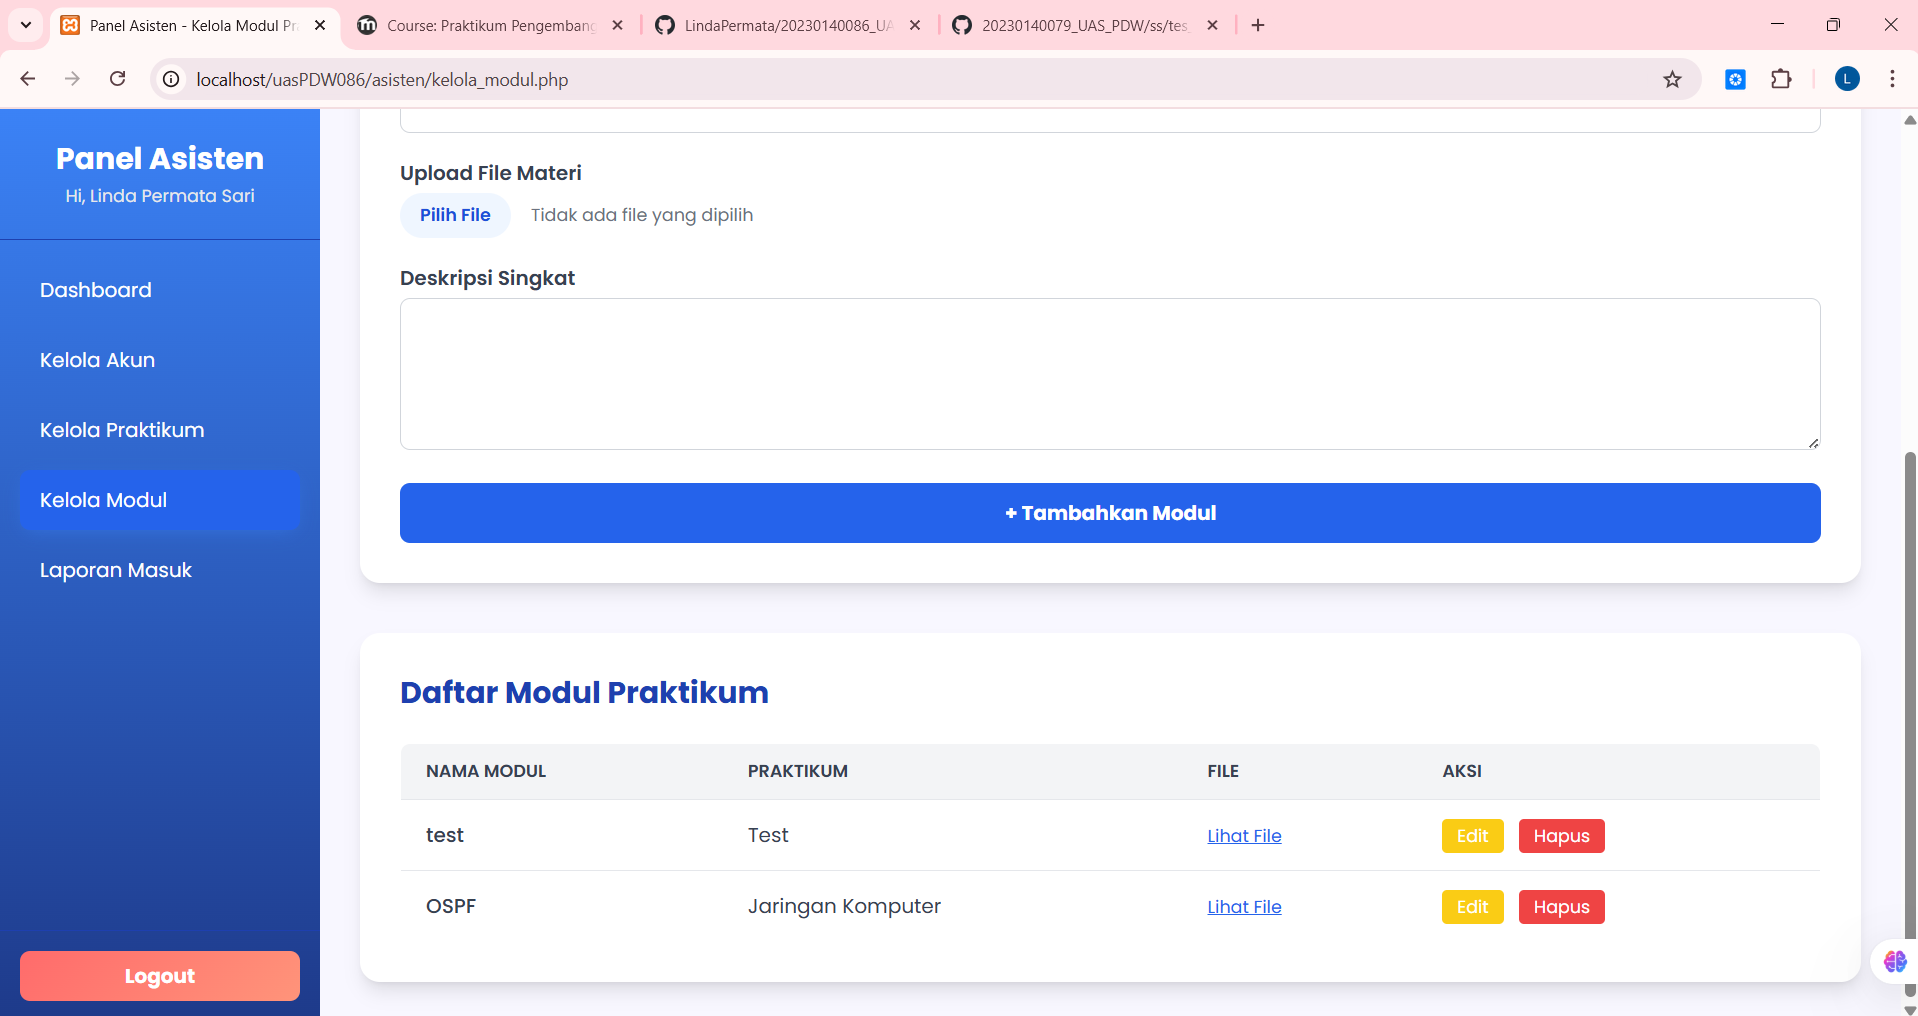 Panel Asisten - Kelola Modul Pr
Course: Praktikum Pengembang
LindaPermata/20230140086_UA
20230140079_UAS_PDW/ss/tes_
localhost/uasPDW086/asisten/kelola_modul.php
L
Panel Asisten
Hi, Linda Permata Sari
Dashboard
Kelola Akun
Kelola Praktikum
Kelola Modul
Laporan Masuk
Logout
Upload File Materi
Pilih File Tidak ada file yang dipilih
Deskripsi Singkat
+ Tambahkan Modul
Daftar Modul Praktikum
NAMA MODUL PRAKTIKUM FILE AKSI
test Test Lihat File Edit Hapus
OSPF Jaringan Komputer Lihat File Edit Hapus